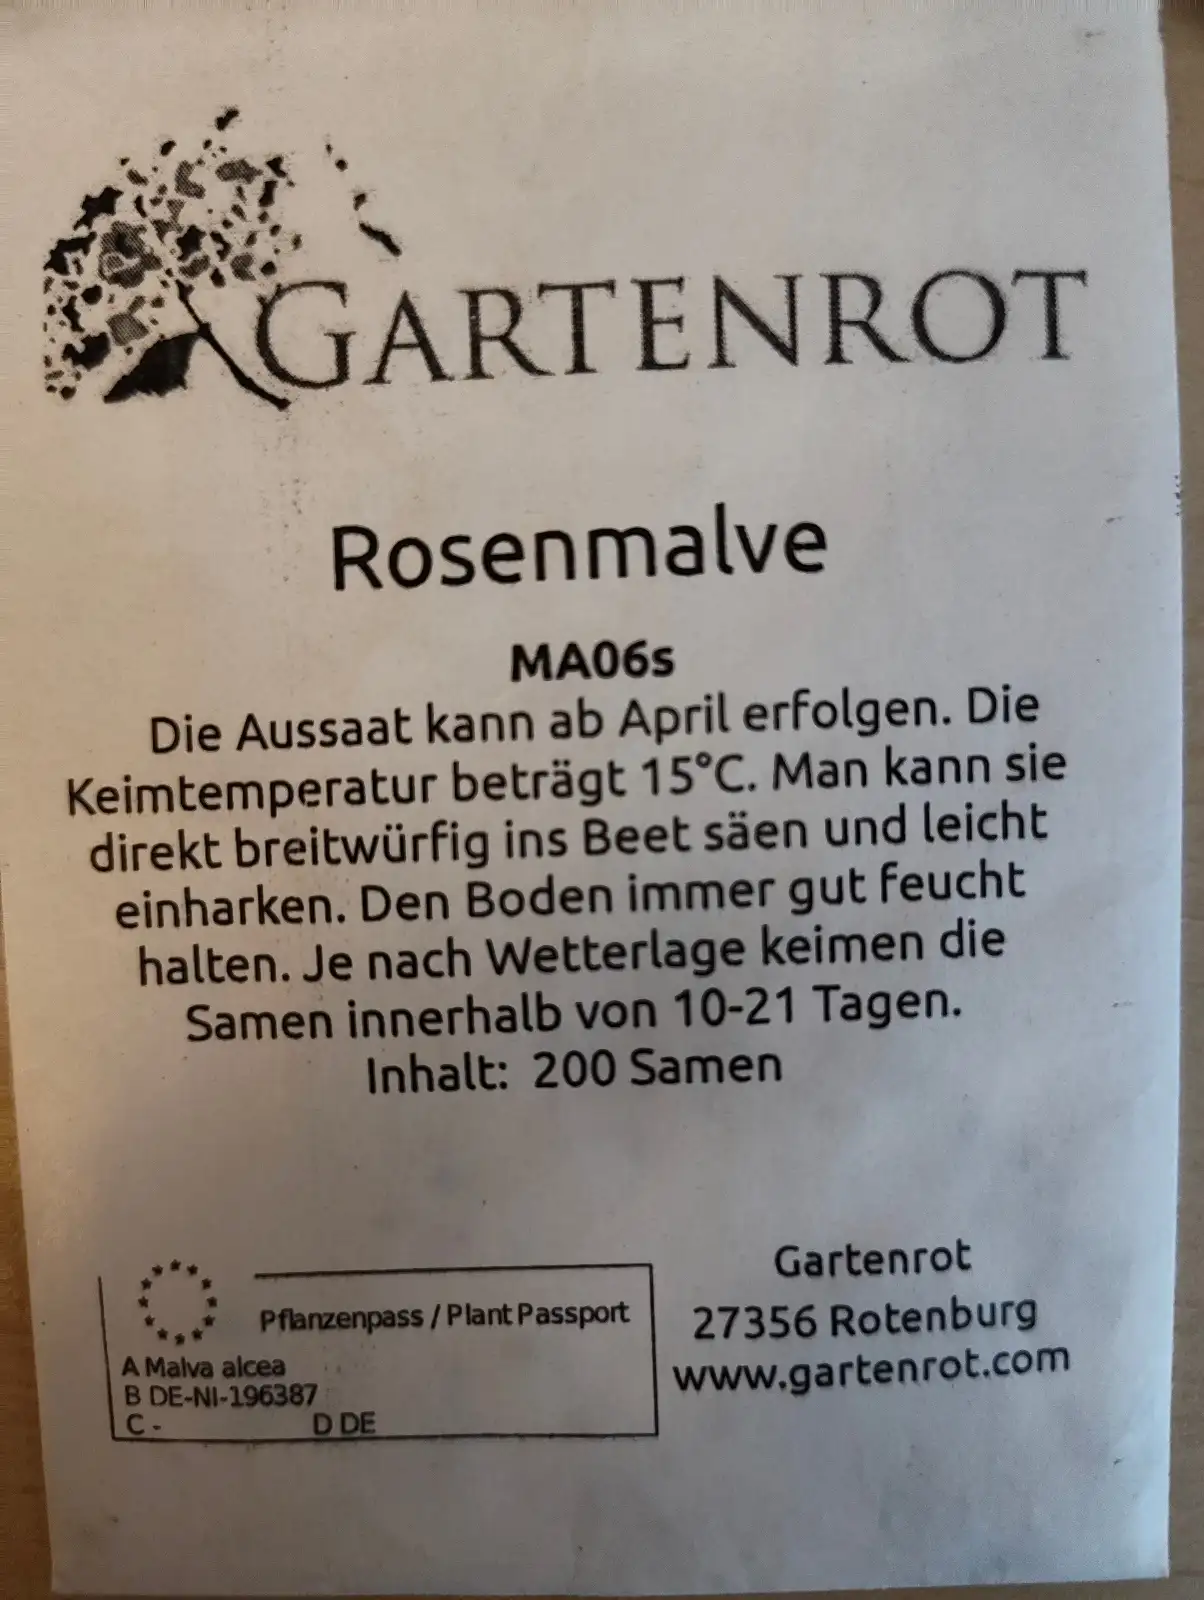 GARTENROT
Rosenmalve
MA06s
Die Aussaat kann ab April erfolgen. Die
Keimtemperatur beträgt 15°C. Man kann sie
direkt breitwürfig ins Beet säen und leicht
einharken. Den Boden immer gut feucht
halten. Je nach Wetterlage keimen die
Samen innerhalb von 10-21 Tagen.
Inhalt: 200 Samen
Pflanzenpass / Plant Passport
A Malva alcea
B DE-NI-196387
C - D DE
Gartenrot
27356 Rotenburg
www.gartenrot.com